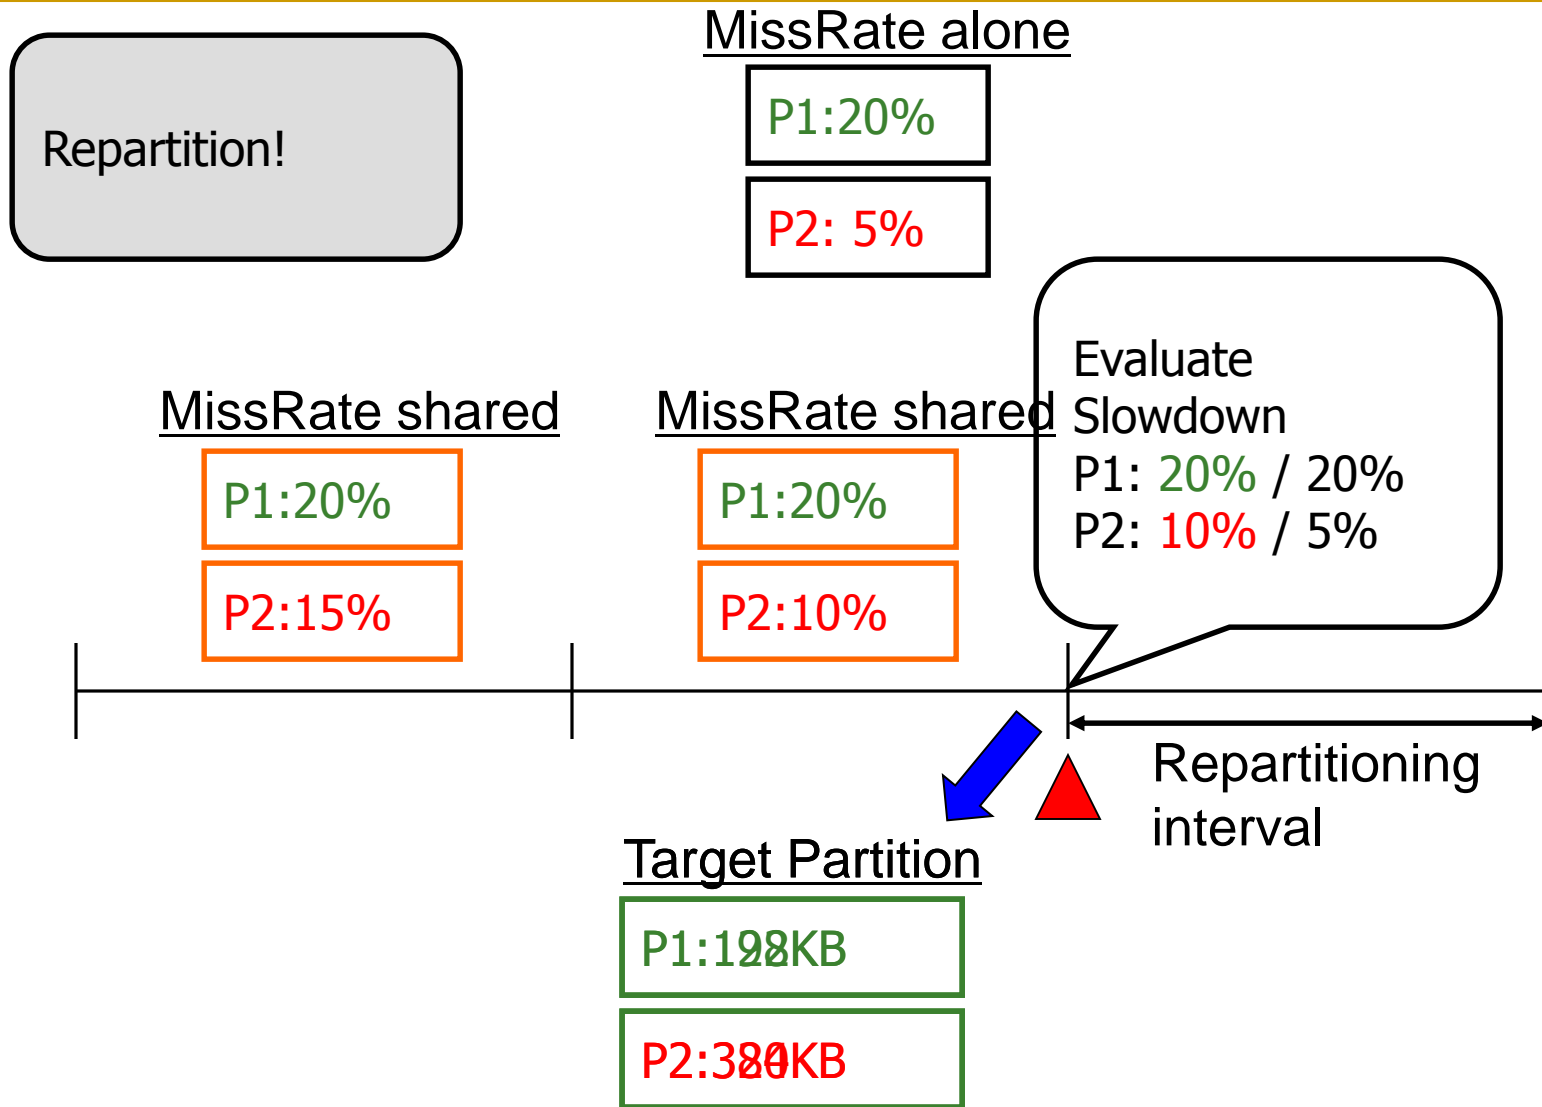 MissRate alone
Repartition!
P1:20%
P2: 5%
Evaluate
Slowdown
P1: 20% / 20%
P2: 10% / 5%
MissRate shared
MissRate shared
P1:20%
P1:20%
P2:15%
P2:10%
Repartitioning
interval
Target Partition